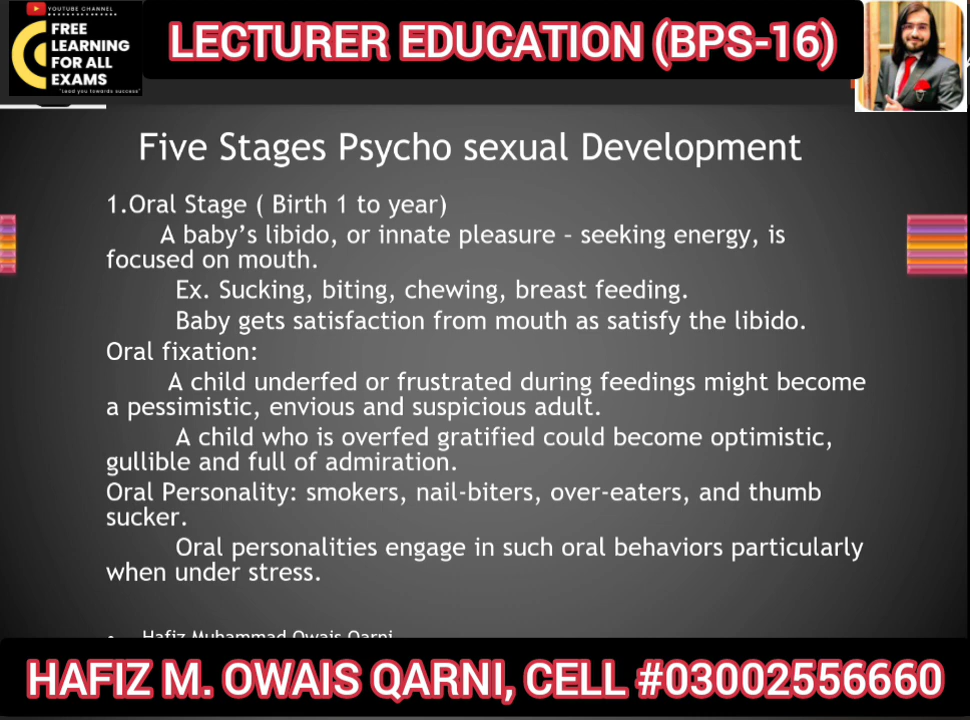 YOUTUBE CHANNEL
FREE
LEARNING
FOR ALL
EXAMS
"Lead you towards success"
LECTURER EDUCATION (BPS-16)
Five Stages Psycho sexual Development
1.Oral Stage ( Birth 1 to year)
A baby's libido, or innate pleasure – seeking energy, is
focused on mouth.
Ex. Sucking, biting, chewing, breast feeding.
Baby gets satisfaction from mouth as satisfy the libido.
Oral fixation:
A child underfed or frustrated during feedings might become
a pessimistic, envious and suspicious adult.
A child who is overfed gratified could become optimistic,
gullible and full of admiration.
Oral Personality: smokers, nail-biters, over-eaters, and thumb
sucker.
Oral personalities engage in such oral behaviors particularly
when under stress.
• Hafiz Muhammad Owais Qarni
HAFIZ M. OWAIS QARNI, CELL #03002556660